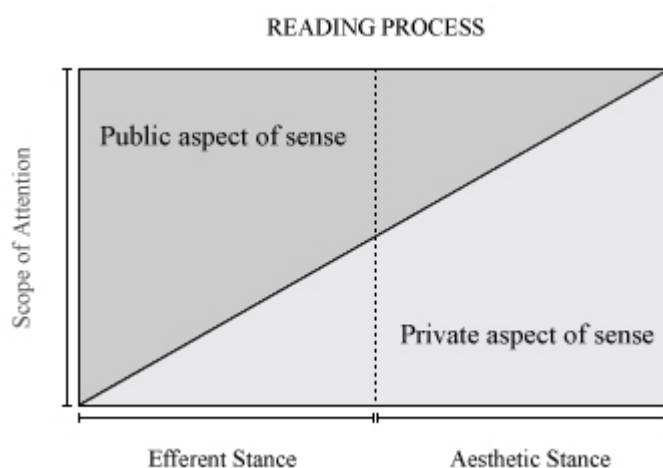 READING PROCESS
Public aspect of sense
Scope of Attention
Private aspect of sense
Efferent Stance
Aesthetic Stance